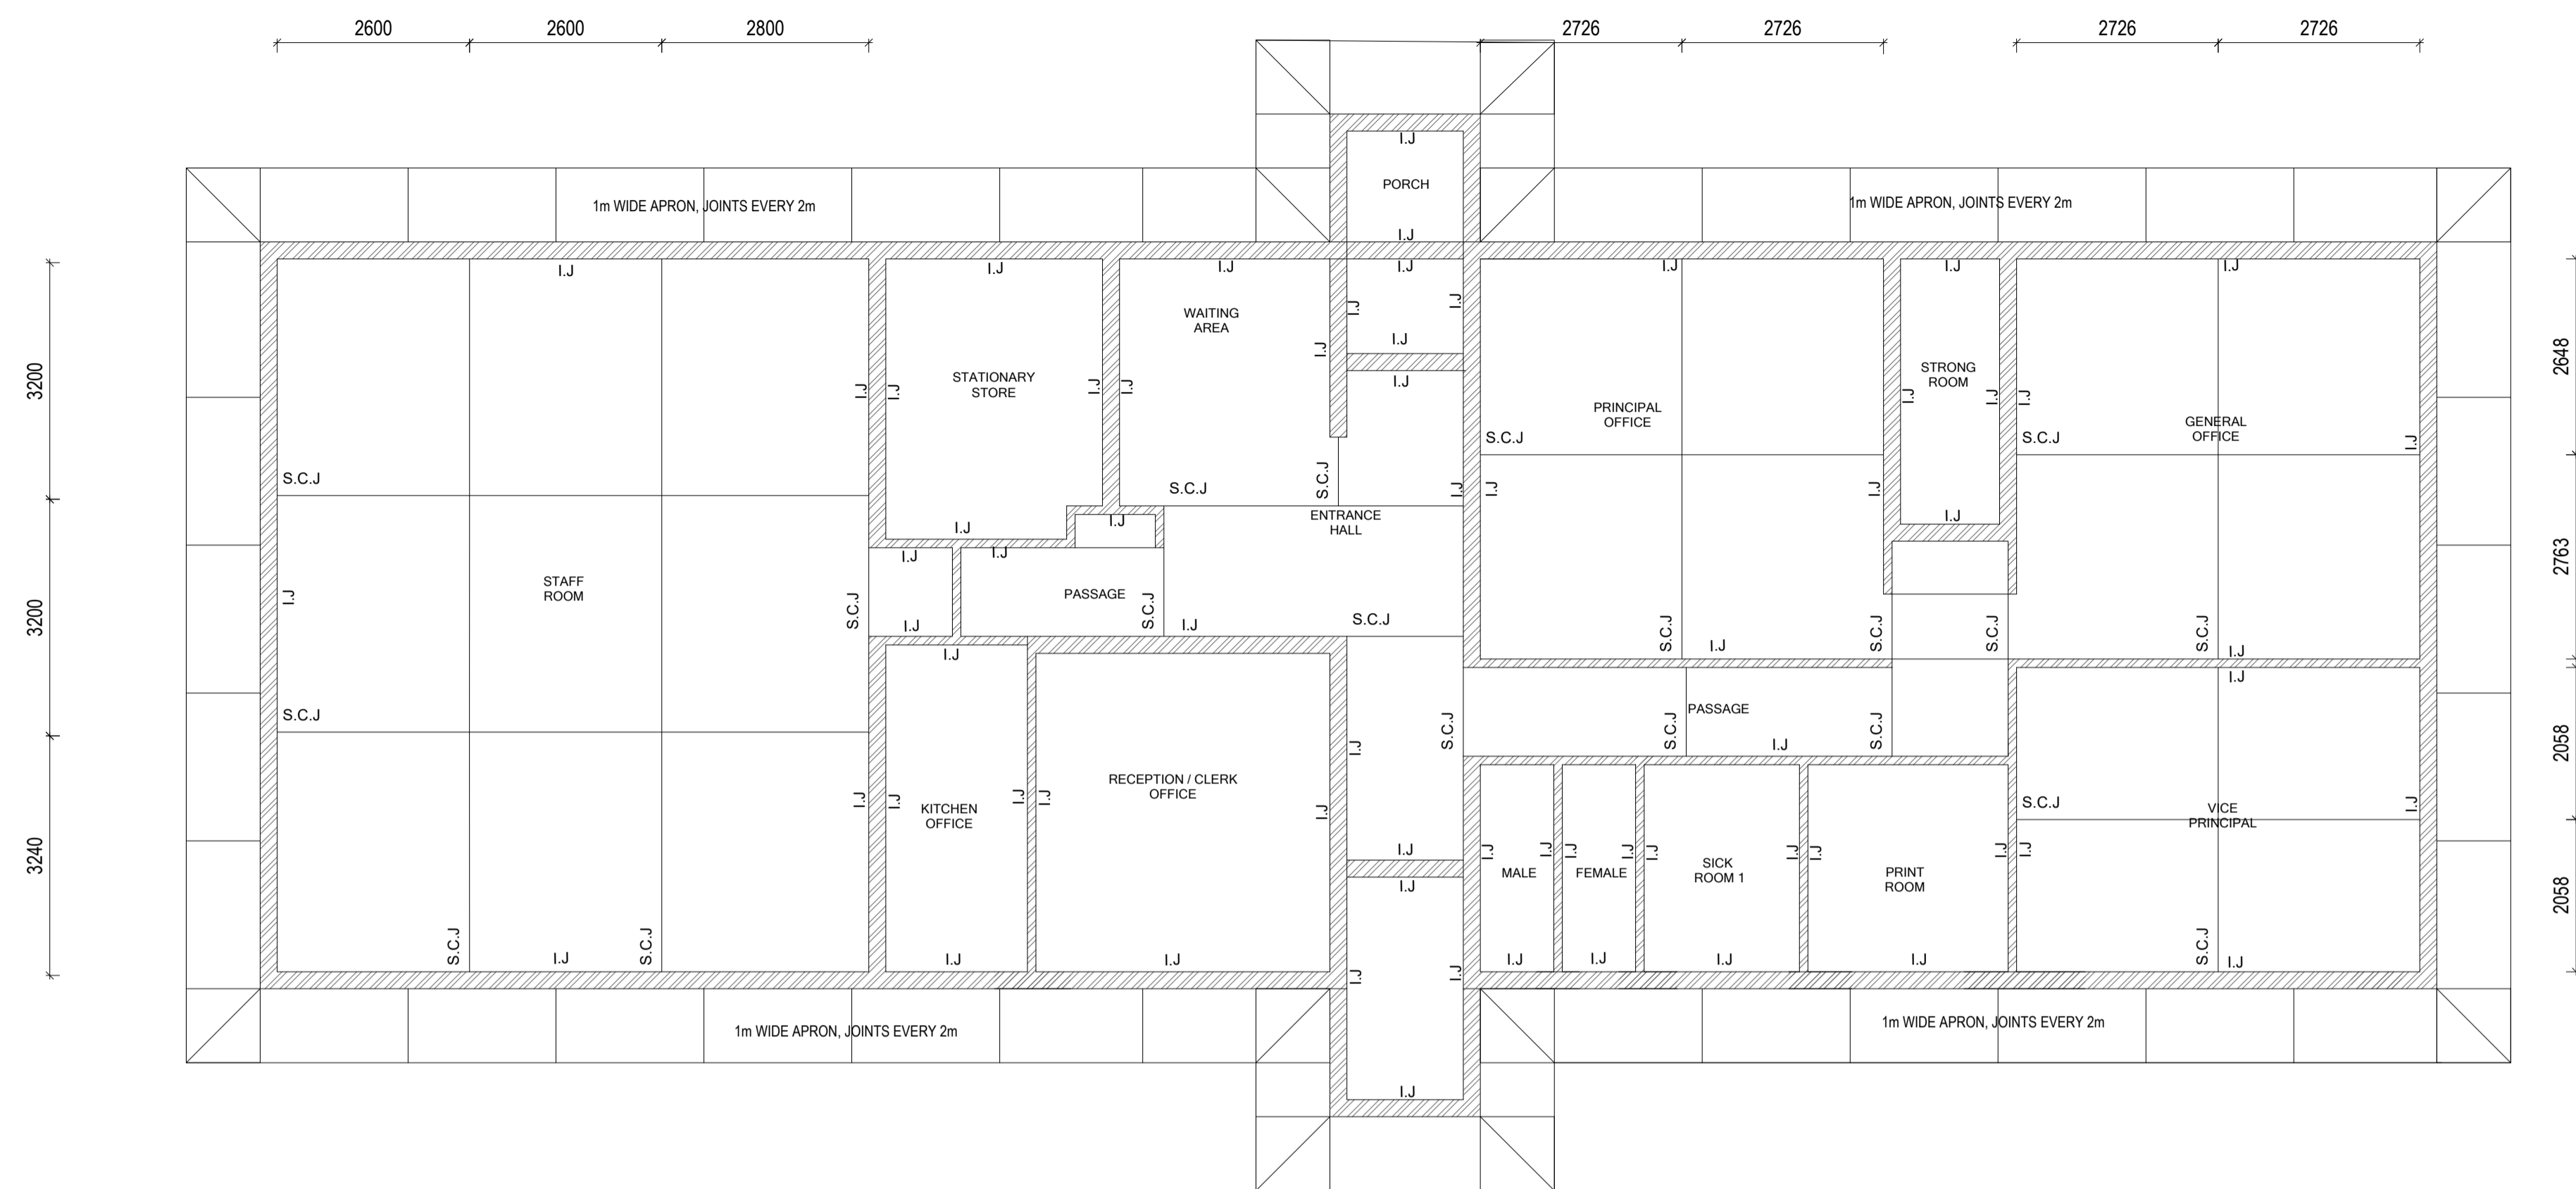 2600
2600
2800
2726
2726
2726
2726
I.J
PORCH
1m WIDE APRON, JOINTS EVERY 2m
1m WIDE APRON, JOINTS EVERY 2m
I.J
I.J
I.J
I.J
I.J
I.J
I.J
I.J
I.J
I.J
WAITING
AREA
I.J
I.J
3200
2648
STATIONARY
STORE
STRONG
ROOM
I.J
I.J
I.J
I.J
I.J
I.J
I.J
I.J
I.J
I.J
PRINCIPAL
OFFICE
GENERAL
OFFICE
S.C.J
S.C.J
I.J
S.C.J
S.C.J
S.C.J
I.J
I.J
I.J
ENTRANCE
HALL
I.J
I.J
I.J
I.J
I.J
2763
STAFF
ROOM
I.J
PASSAGE
3200
S.C.J
S.C.J
I.J
I.J
S.C.J
S.C.J
I.J
S.C.J
S.C.J
S.C.J
I.J
I.J
I.J
S.C.J
PASSAGE
S.C.J
S.C.J
S.C.J
I.J
I.J
2058
RECEPTION / CLERK
OFFICE
I.J
I.J
I.J
I.J
I.J
KITCHEN
OFFICE
S.C.J
I.J
VICE
PRINCIPAL
3240
I.J
I.J
I.J
I.J
I.J
I.J
I.J
I.J
I.J
I.J
MALE
FEMALE
SICK
ROOM 1
PRINT
ROOM
I.J
2058
S.C.J
I.J
S.C.J
I.J
I.J
I.J
I.J
I.J
I.J
I.J
I.J
S.C.J
I.J
1m WIDE APRON, JOINTS EVERY 2m
1m WIDE APRON, JOINTS EVERY 2m
I.J